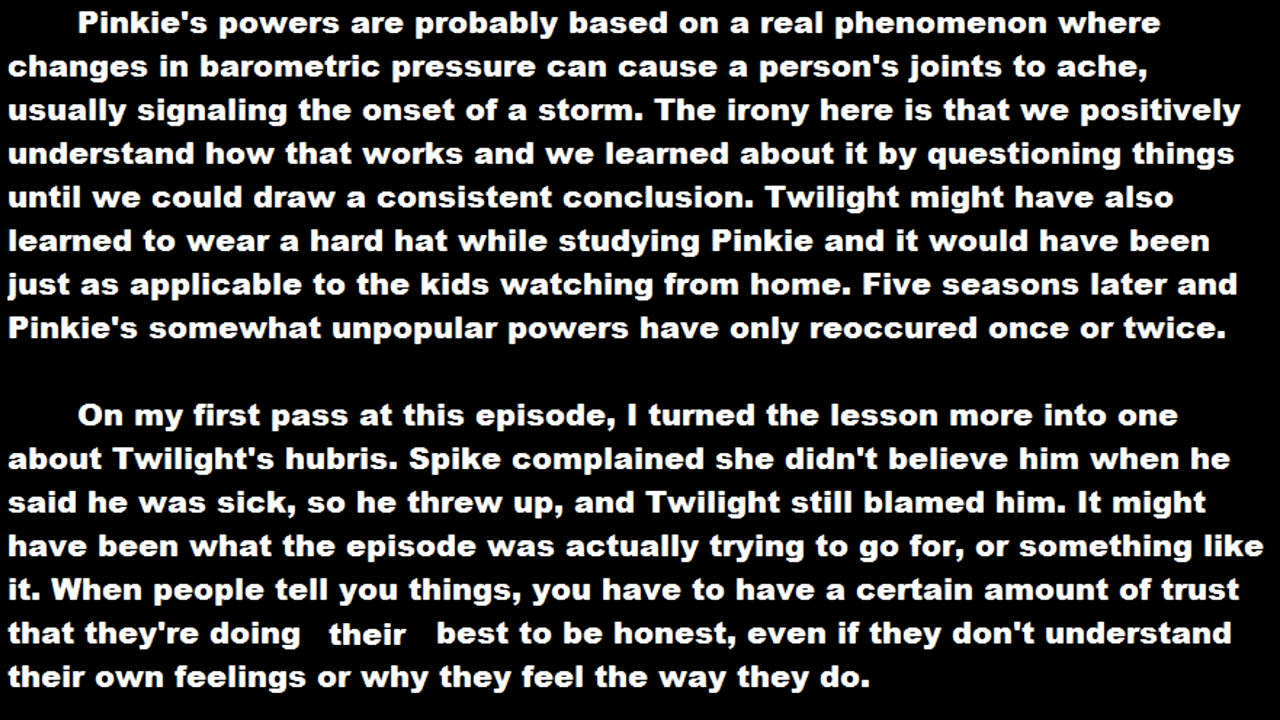 Pinkie's powers are probably based on a real phenomenon where
changes in barometric pressure can cause a person's joints to ache,
usually signaling the onset of a storm. The irony here is that we positively
understand how that works and we learned about it by questioning things
until we could draw a consistent conclusion. Twilight might have also
learned to wear a hard hat while studying Pinkie and it would have been
just as applicable to the kids watching from home. Five seasons later and
Pinkie's somewhat unpopular powers have only reoccured once or twice.
On my first pass at this episode, I turned the lesson more into one
about Twilight's hubris. Spike complained she didn't believe him when he
said he was sick, so he threw up, and Twilight still blamed him. It might
have been what the episode was actually trying to go for, or something like
it. When people tell you things, you have to have a certain amount of trust
that they're doing their best to be honest, even if they don't understand
their own feelings or why they feel the way they do.